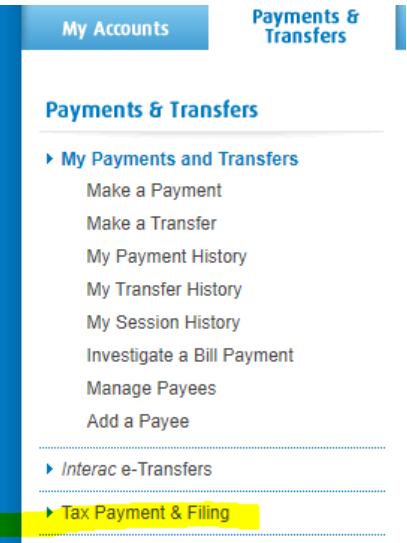 My Accounts
Payments &
Transfers
Payments & Transfers
My Payments and Transfers
Make a Payment
Make a Transfer
My Payment History
My Transfer History
My Session History
Investigate a Bill Payment
Manage Payees
Add a Payee
Interac e-Transfers
Tax Payment & Filing